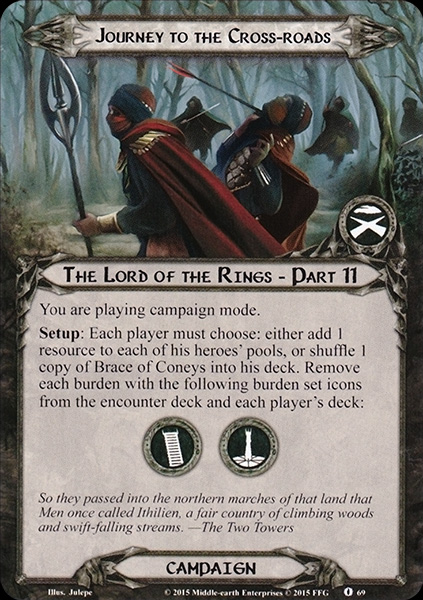 Journey to the Cross-roads
The Lord of the Rings - Part 11
You are playing campaign mode.
Setup: Each player must choose: either add 1
resource to each of his heroes' pools, or shuffle 1
copy of Brace of Coneys into his deck. Remove
each burden with the following burden set icons
from the encounter deck and each player's deck:
So they passed into the northern marches of that land that
Men once called Ithilien, a fair country of climbing woods
and swift-falling streams. —The Two Towers
CAMPAIGN
Illus. Julepe © 2015 Middle-earth Enterprises © 2015 FFG 69